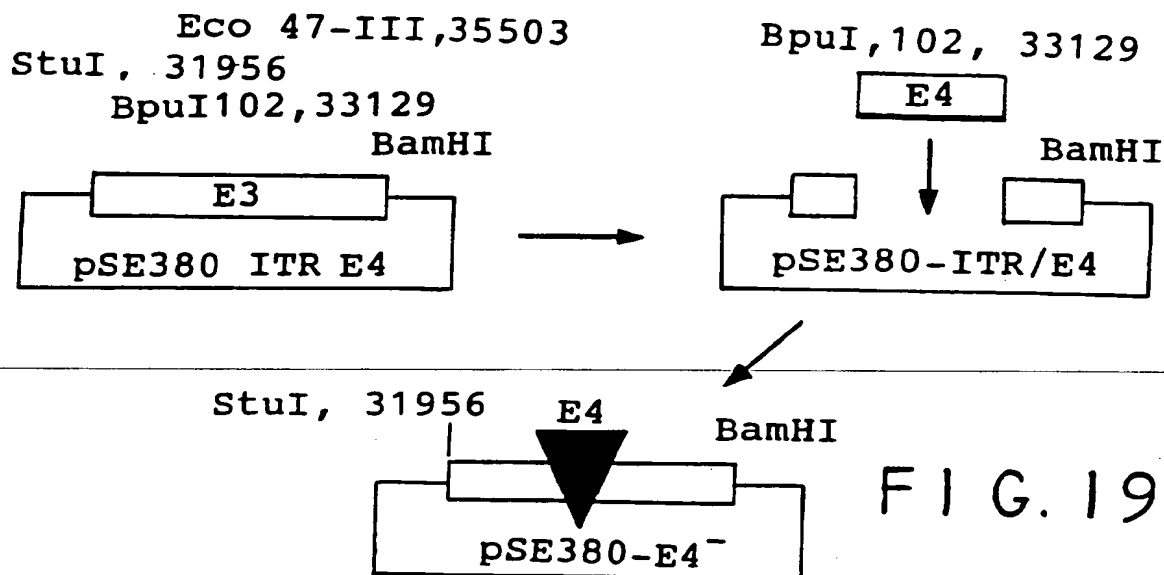 Eco 47-III,35503
StuI, 31956
BpuI102,33129
BamHI
E3
pSE380 ITR E4
BpuI,102, 33129
E4
BamHI
pSE380-ITR/E4
StuI, 31956
E4
BamHI
pSE380-E4⁻
FIG. 19